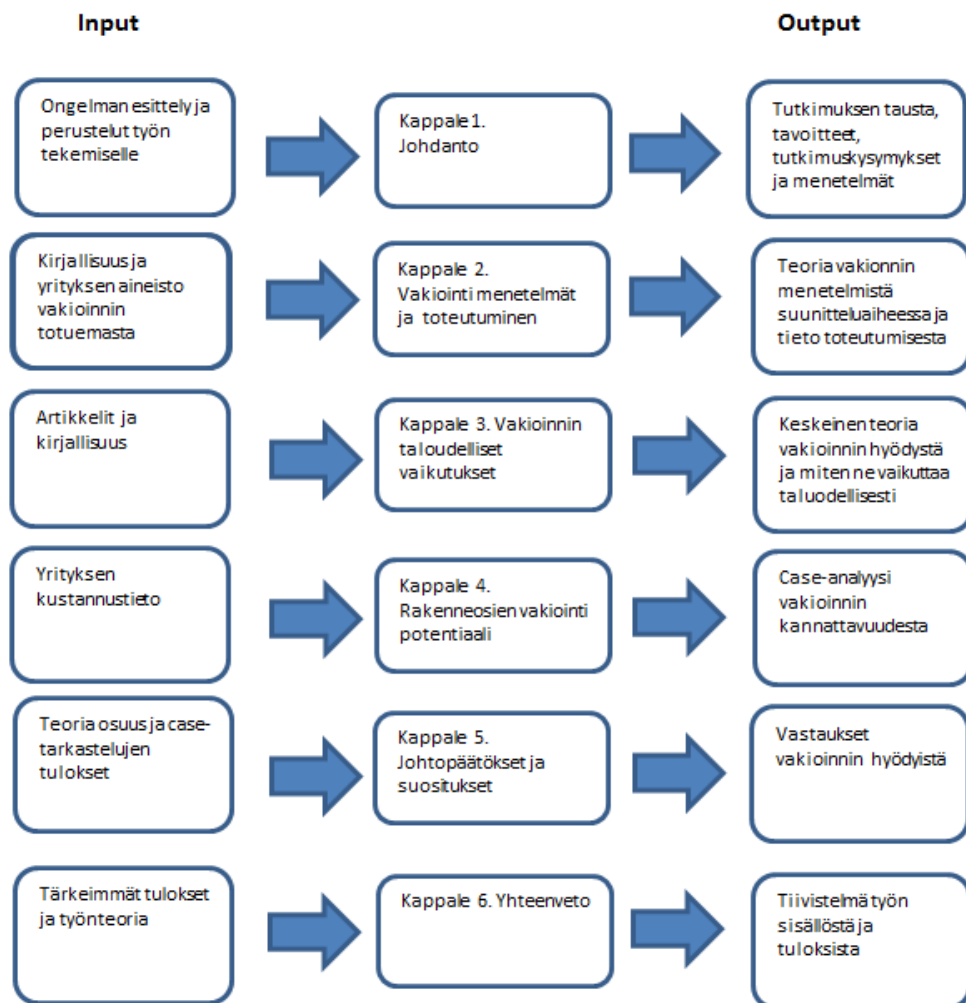 Input
Output
Ongelman esittely ja
perustelut työn
tekemiselle
Kappale 1.
Johdanto
Tutkimuksen tausta,
tavoitteet,
tutkimuskysymykset
ja menetelmät
Kirjallisuus ja
yrityksen aineisto
vakioinnin
totuemasta
Kappale 2.
Vakiointi menetelmät
ja toteutuminen
Teoria vakionnin
menetelmistä
suunnitteluaiheessa ja
tieto toteutumisesta
Artikkelit ja
kirjallisuus
Kappale 3. Vakioinnin
taloudelliset
vaikutukset
Keskeinen teoria
vakioinnin hyödystä
ja miten ne vaikuttaa
taluodellisesti
Yrityksen
kustannustieto
Kappale 4.
Rakenneosien vakiointi
potentiaali
Case-analyysi
vakioinnin
kannattavuudesta
Teoria osuus ja case-
tarkastelujen
tulokset
Kappale 5.
Johtopäätökset ja
suositukset
Vastaukset
vakioinnin hyödyistä
Tärkeimmät tulokset
ja työn teoria
Kappale 6. Yhteenveto
Tiivistelmä työn
sisällöstä ja
tuloksista